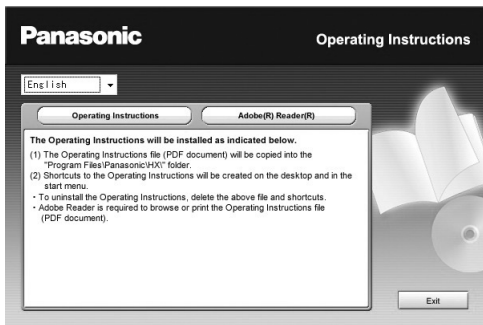 Panasonic
Operating Instructions
English
Operating Instructions
Adobe(R) Reader(R)
The Operating Instructions will be installed as indicated below.
(1) The Operating Instructions file (PDF document) will be copied into the
"Program Files\Panasonic\HX\" folder.
(2) Shortcuts to the Operating Instructions will be created on the desktop and in the
start menu.
・To uninstall the Operating Instructions, delete the above file and shortcuts.
・Adobe Reader is required to browse or print the Operating Instructions file
(PDF document).
Exit